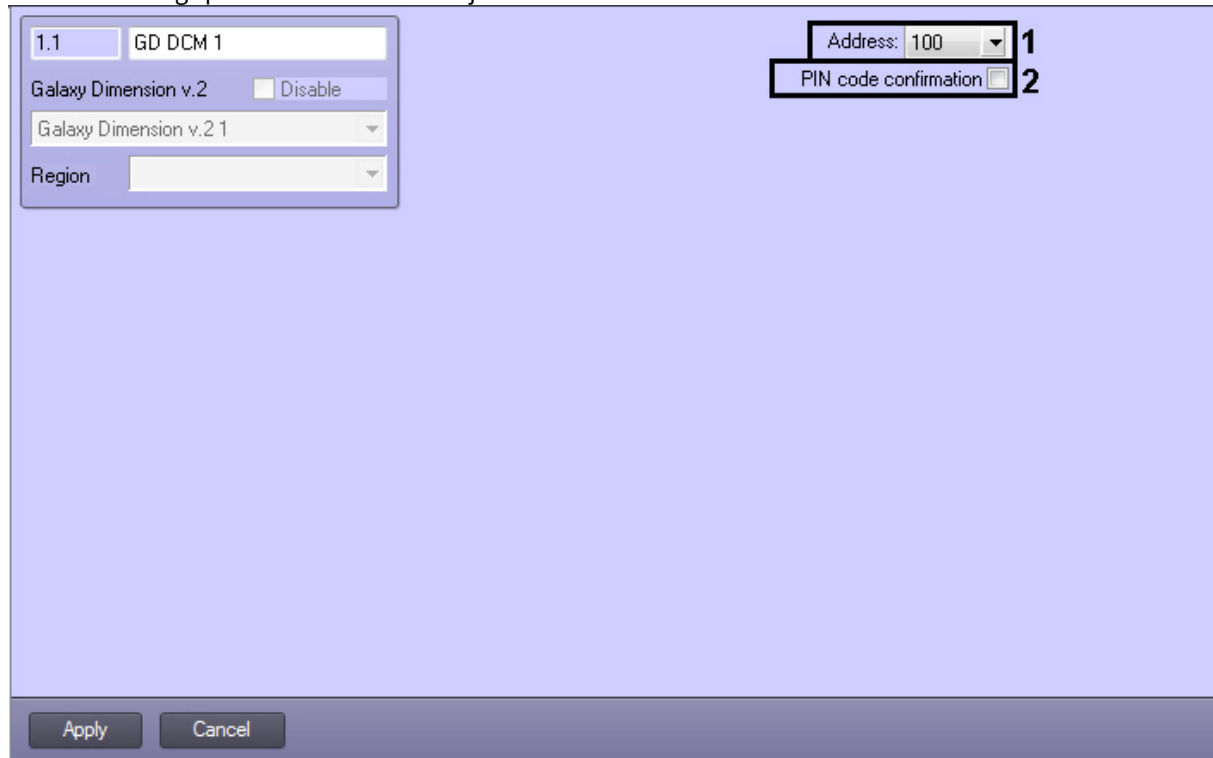 1.1 GD DCM 1
Galaxy Dimension v.2 Disable
Galaxy Dimension v.2 1
Region
Address: 100 1
PIN code confirmation 2
Apply Cancel